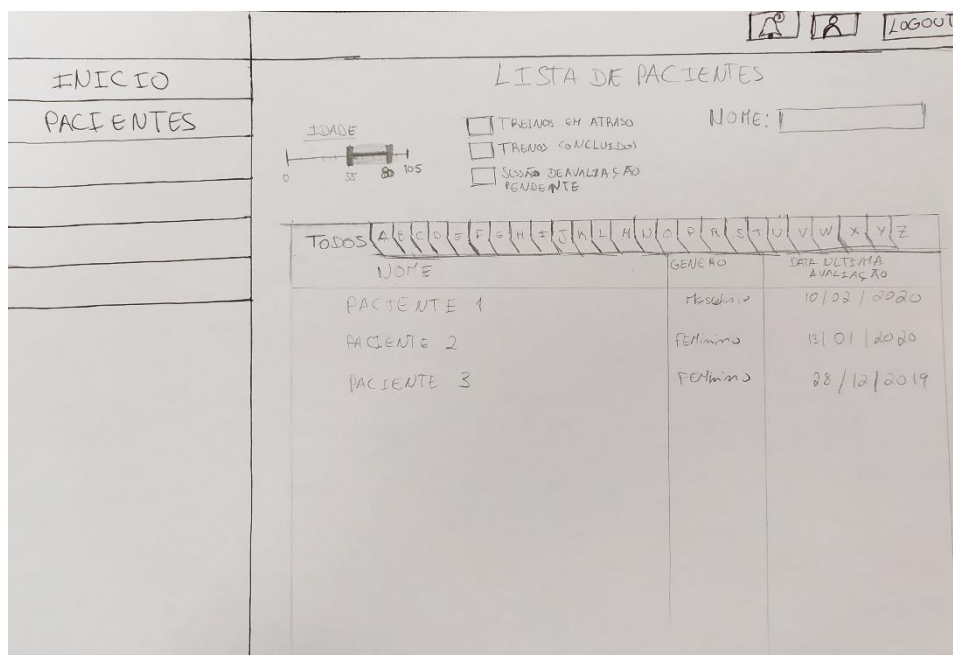 LOGOUT
INICIO
PACIENTES
LISTA DE PACIENTES
IDADE
0 55 80 105
TREINOS EM ATRASO
TRENOS CONCLUIDOS
SESSÃO DE AVALIAÇÃO
PENDENTE
NOME:
TODOS A B C D E F G H I J K L M N O P R S T U V W X Y Z
NOME GENERO DATA ULTIMA
AVALIAÇÃO
PACIENTE 1 Masculino 10/02/2020
PACIENTE 2 FEMinino 13/01/2020
PACIENTE 3 FEMinino 28/12/2019